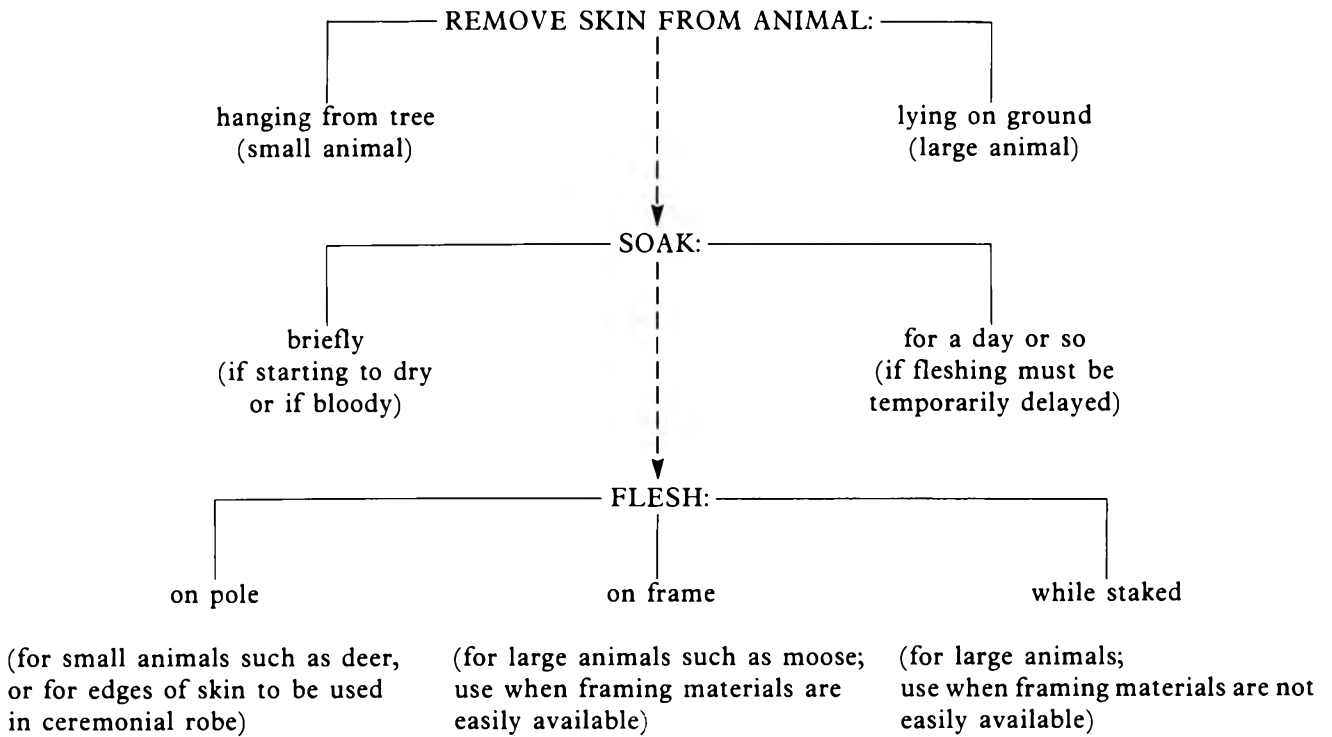 REMOVE SKIN FROM ANIMAL:
hanging from tree
(small animal)
lying on ground
(large animal)
SOAK:
briefly
(if starting to dry
or if bloody)
for a day or so
(if fleshing must be
temporarily delayed)
FLESH:
on pole
(for small animals such as deer,
or for edges of skin to be used
in ceremonial robe)
on frame
(for large animals such as moose;
use when framing materials are
easily available)
while staked
(for large animals;
use when framing materials are not
easily available)